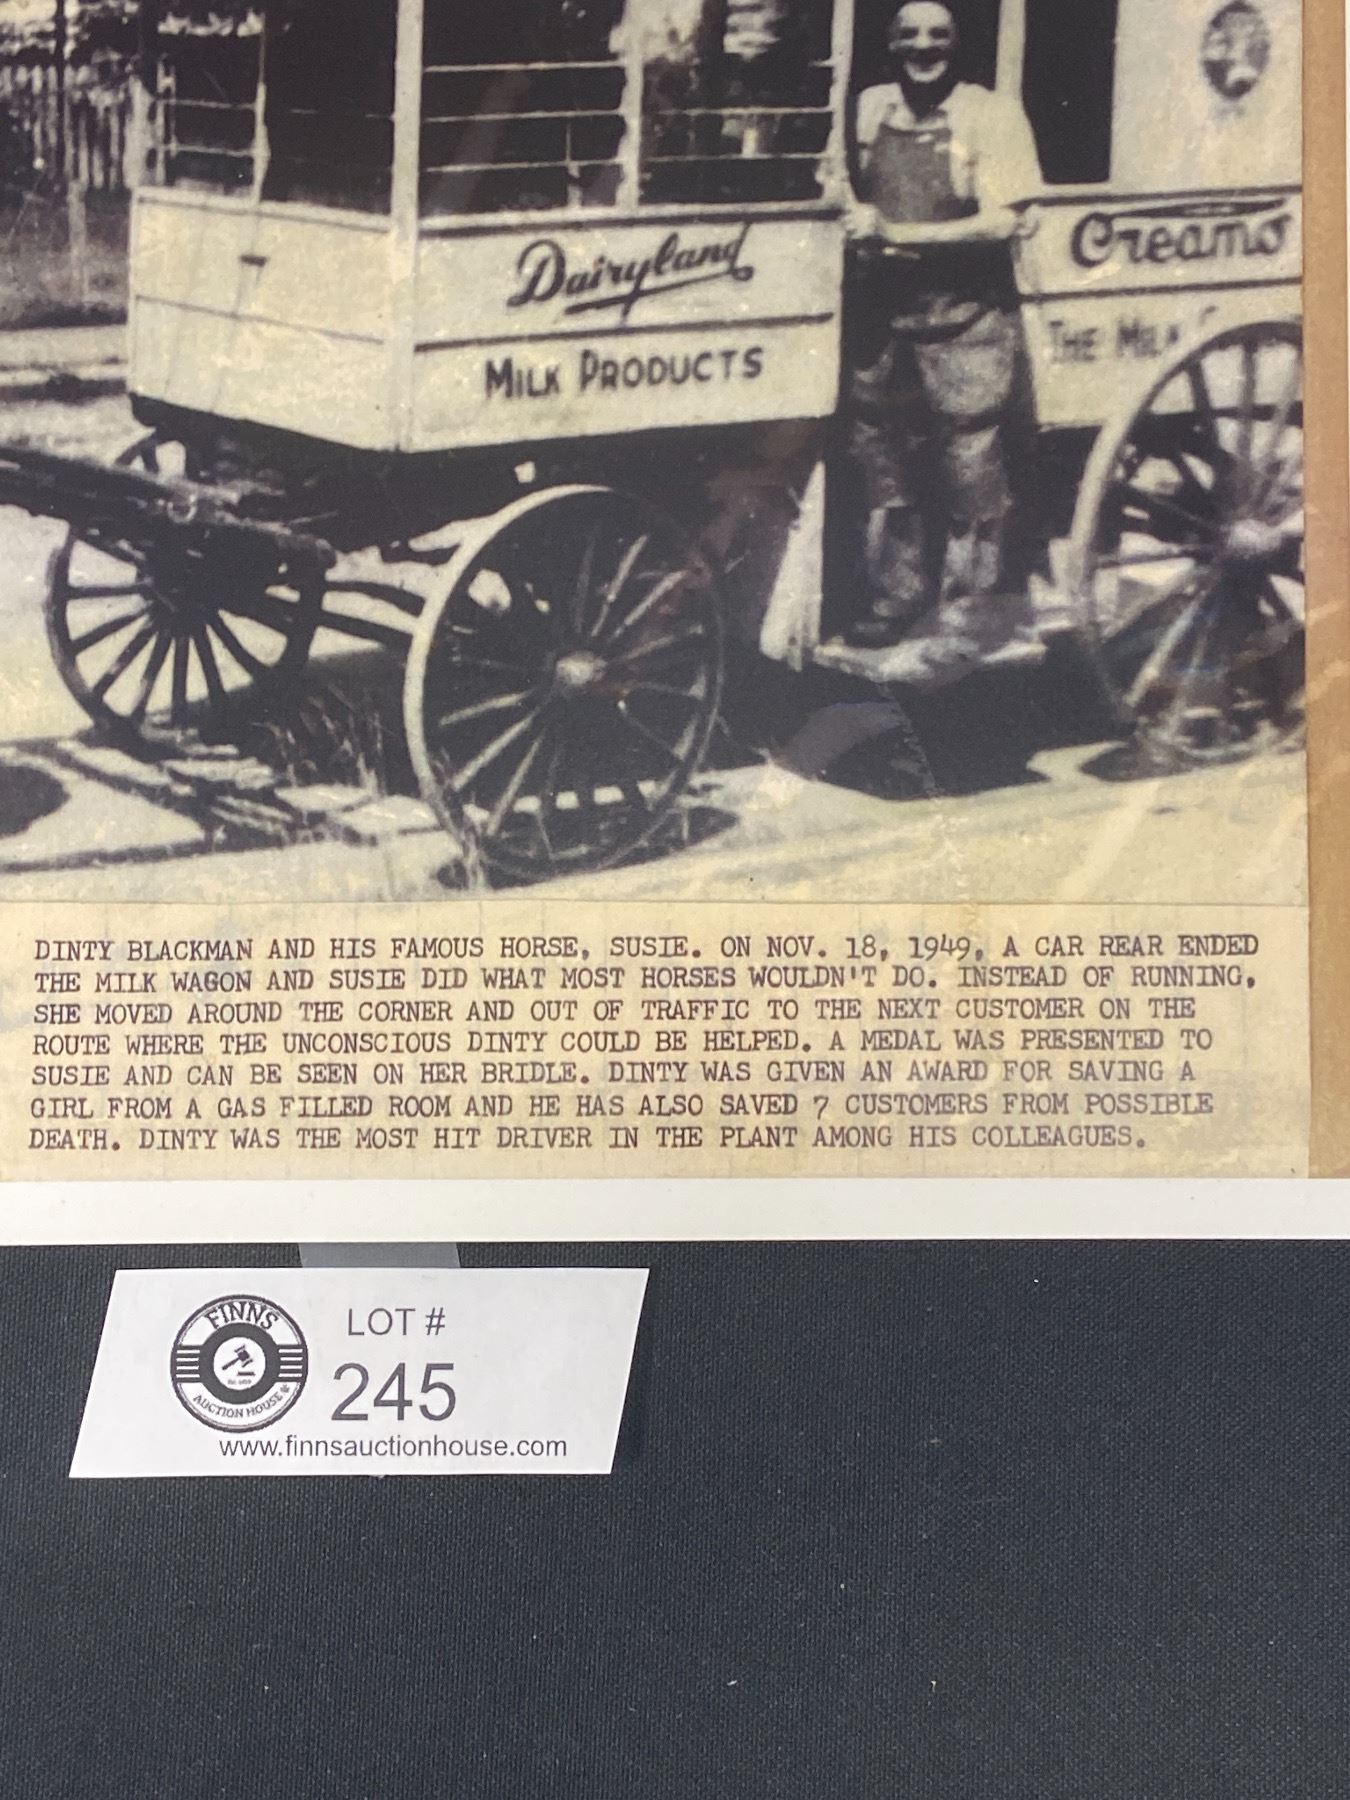 Dairyland
MILK PRODUCTS
Creamo
THE MILK
DINTY BLACKMAN AND HIS FAMOUS HORSE, SUSIE. ON NOV. 18, 1949, A CAR REAR ENDED
THE MILK WAGON AND SUSIE DID WHAT MOST HORSES WOULDN'T DO. INSTEAD OF RUNNING,
SHE MOVED AROUND THE CORNER AND OUT OF TRAFFIC TO THE NEXT CUSTOMER ON THE
ROUTE WHERE THE UNCONSCIOUS DINTY COULD BE HELPED. A MEDAL WAS PRESENTED TO
SUSIE AND CAN BE SEEN ON HER BRIDLE. DINTY WAS GIVEN AN AWARD FOR SAVING A
GIRL FROM A GAS FILLED ROOM AND HE HAS ALSO SAVED 7 CUSTOMERS FROM POSSIBLE
DEATH. DINTY WAS THE MOST HIT DRIVER IN THE PLANT AMONG HIS COLLEAGUES.
FINNS
AUCTION HOUSE
LOT #
245
www.finnsauctionhouse.com